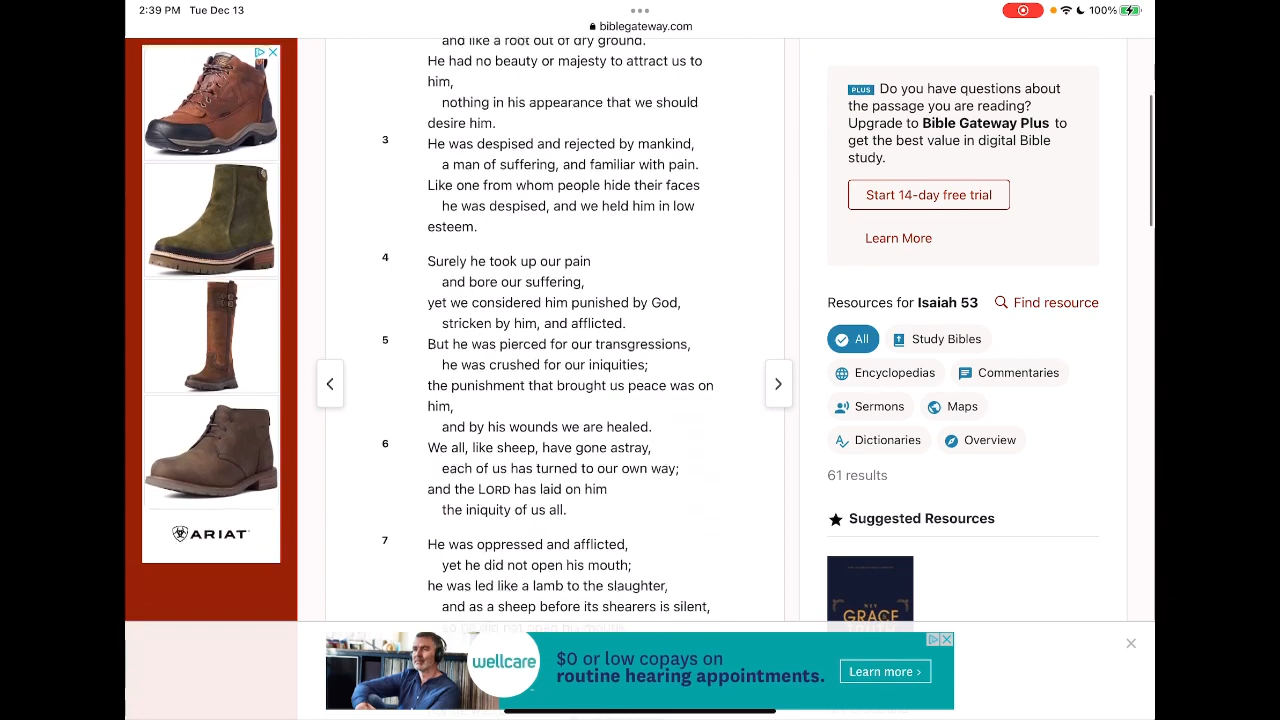 2:39 PM Tue Dec 13
100%
biblegateway.com
and like a root out of dry ground.
He had no beauty or majesty to attract us to
him,
nothing in his appearance that we should
desire him.
3 He was despised and rejected by mankind,
a man of suffering, and familiar with pain.
Like one from whom people hide their faces
he was despised, and we held him in low
esteem.
4 Surely he took up our pain
and bore our suffering,
yet we considered him punished by God,
stricken by him, and afflicted.
5 But he was pierced for our transgressions,
he was crushed for our iniquities;
the punishment that brought us peace was on
him,
and by his wounds we are healed.
6 We all, like sheep, have gone astray,
each of us has turned to our own way;
and the LORD has laid on him
the iniquity of us all.
7 He was oppressed and afflicted,
yet he did not open his mouth;
he was led like a lamb to the slaughter,
and as a sheep before its shearers is silent,
so he did not open his mouth.
ARIAT
PLUS Do you have questions about
the passage you are reading?
Upgrade to Bible Gateway Plus to
get the best value in digital Bible
study.
Start 14-day free trial
Learn More
Resources for Isaiah 53 Find resource
All Study Bibles
Encyclopedias Commentaries
Sermons Maps
Dictionaries Overview
61 results
Suggested Resources
NIV
GRACE
wellcare
$0 or low copays on
routine hearing appointments.
Learn more >